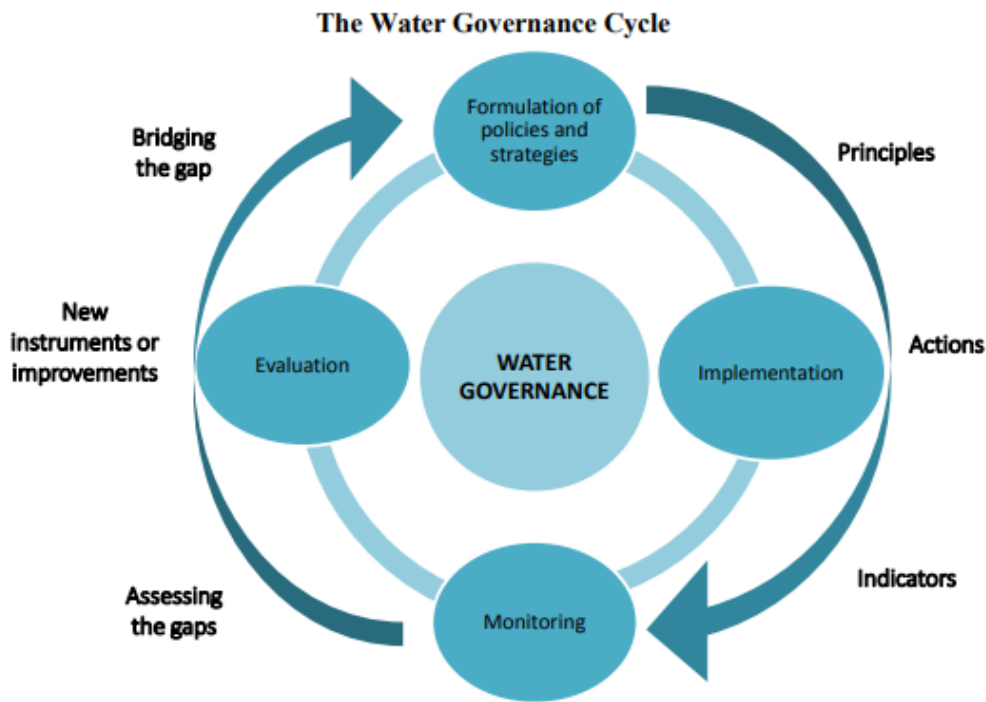 The Water Governance Cycle
Formulation of
policies and
strategies
Principles
Implementation
Actions
Indicators
Monitoring
Assessing
the gaps
Evaluation
New
instruments or
improvements
Bridging
the gap
WATER
GOVERNANCE